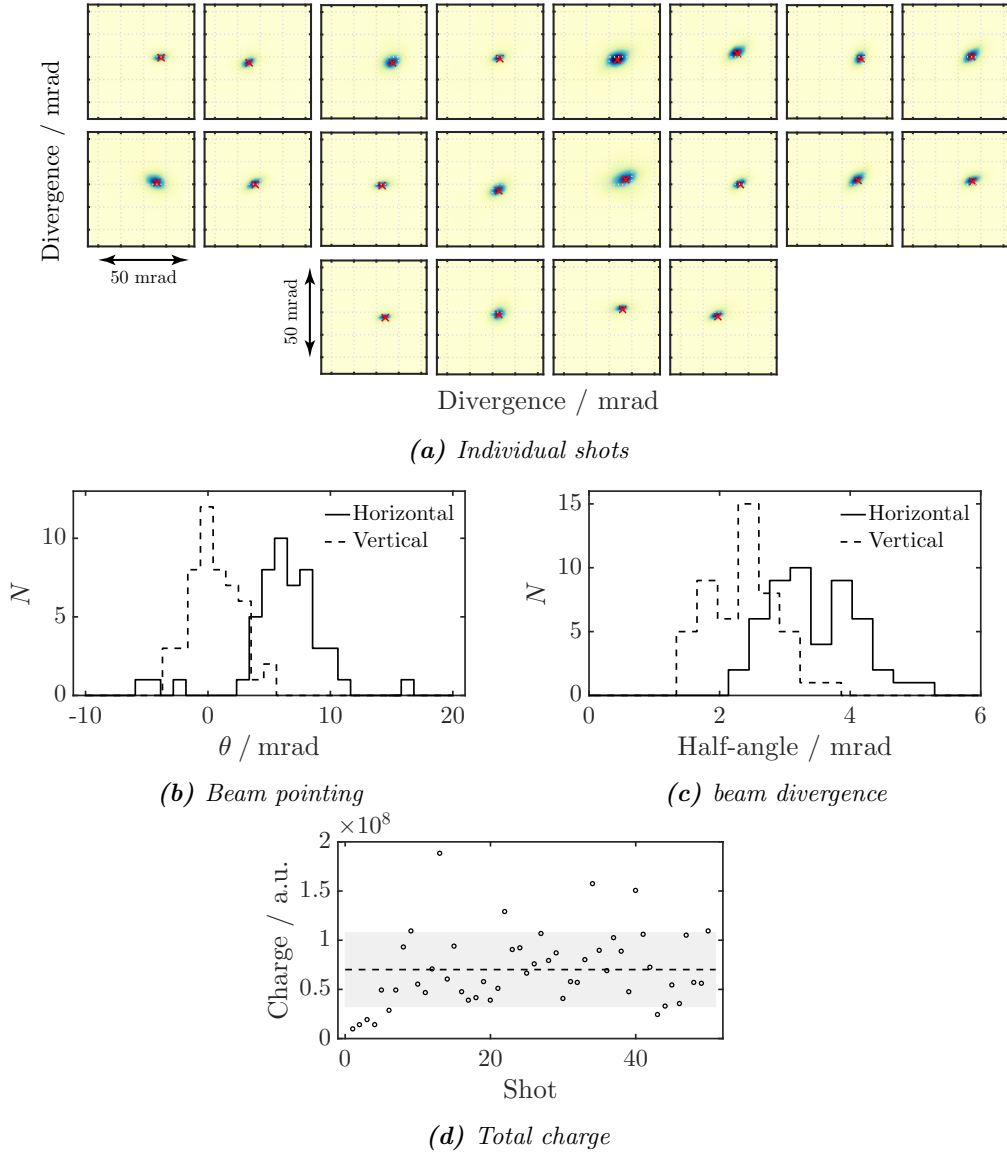 Divergence / mrad
50 mrad
50 mrad
Divergence / mrad
(a) Individual shots
Horizontal
Vertical
10
5
0
N
-10 0 10 20
θ / mrad
(b) Beam pointing
Horizontal
Vertical
15
10
5
0
N
0 2 4 6
Half-angle / mrad
(c) beam divergence
×10⁸
2
1.5
1
0.5
0
Charge / a.u.
0 20 40
Shot
(d) Total charge